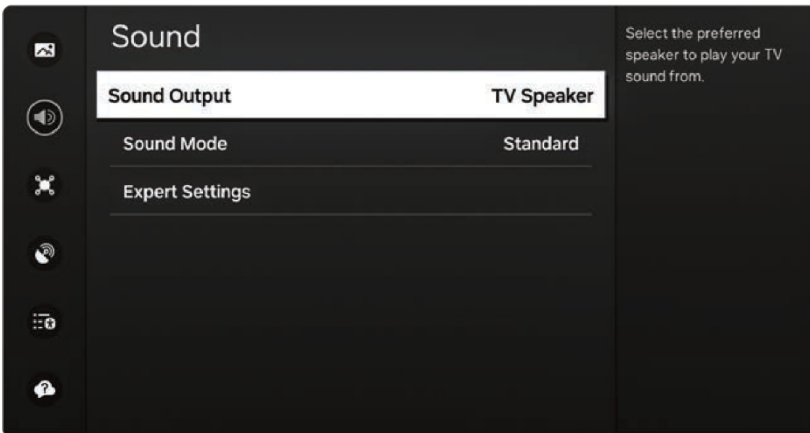 Sound
Select the preferred
speaker to play your TV
sound from.
Sound Output TV Speaker
Sound Mode Standard
Expert Settings